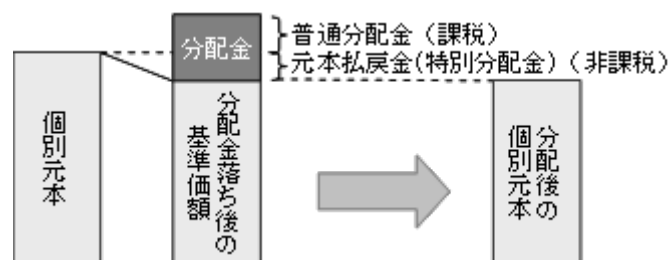 分配金
普通分配金（課税）
元本払戻金(特別分配金)（非課税）
個別元本
分配金落ち後の
基準価額
分配後の
個別元本